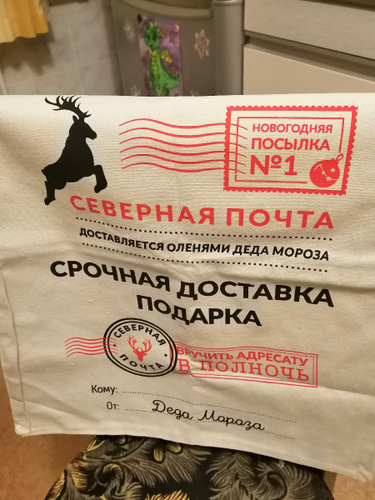 НОВОГОДНЯЯ
ПОСЫЛКА
№1
СЕВЕРНАЯ ПОЧТА
ДОСТАВЛЯЕТСЯ ОЛЕНЯМИ ДЕДА МОРОЗА
СРОЧНАЯ ДОСТАВКА
ПОДАРКА
СЕВЕРНАЯ
ПОЧТА
ВРУЧИТЬ АДРЕСАТУ
В ПОЛНОЧЬ
Кому:
От: Деда Мороза